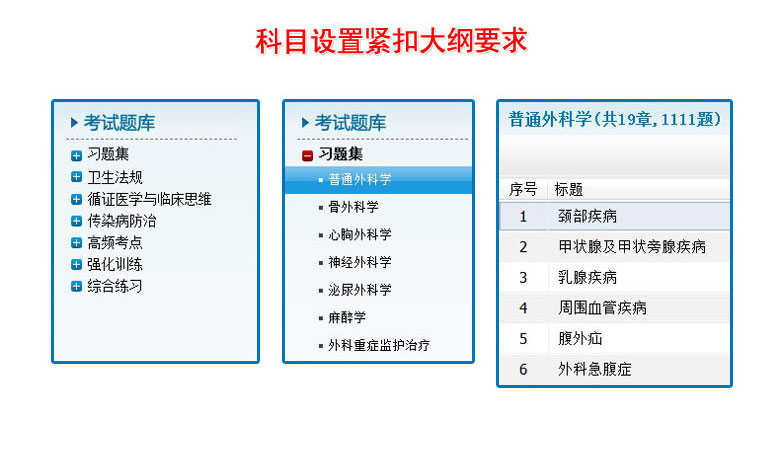 科目设置紧扣大纲要求
考试题库
习题集
卫生法规
循证医学与临床思维
传染病防治
高频考点
强化训练
综合练习
考试题库
习题集
普通外科学
骨外科学
心胸外科学
神经外科学
泌尿外科学
麻醉学
外科重症监护治疗
普通外科学(共19章,1111题)
序号 标题
1 颈部疾病
2 甲状腺及甲状旁腺疾病
3 乳腺疾病
4 周围血管疾病
5 腹外疝
6 外科急腹症